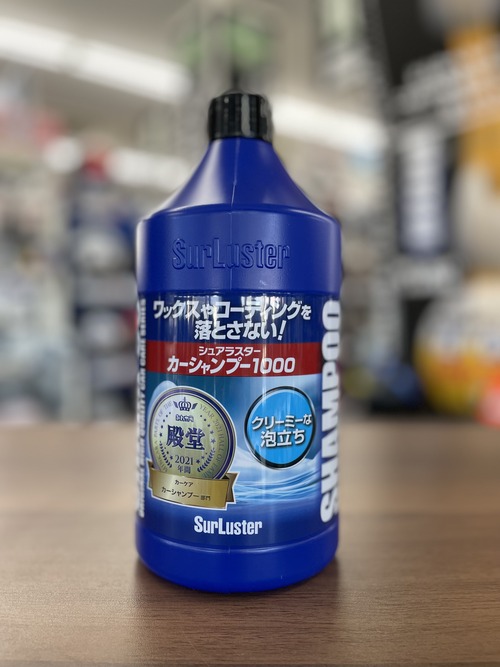 SurLuster
ワックスやコーティングを
落とさない!
シュアラスター
カーシャンプー1000
殿堂
2021
年間
カーケア
カーシャンプー 部門
クリーミーな
泡立ち
SurLuster
SHAMPOO